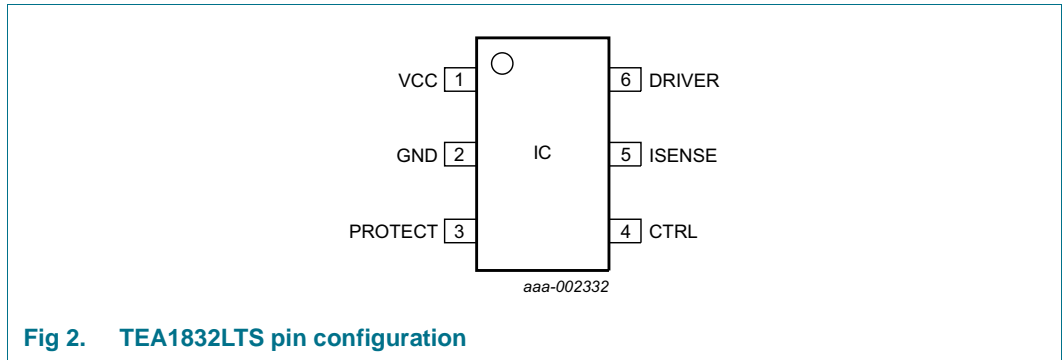 VCC 1 6 DRIVER
GND 2 IC 5 ISENSE
PROTECT 3 4 CTRL
aaa-002332
Fig 2. TEA1832LTS pin configuration